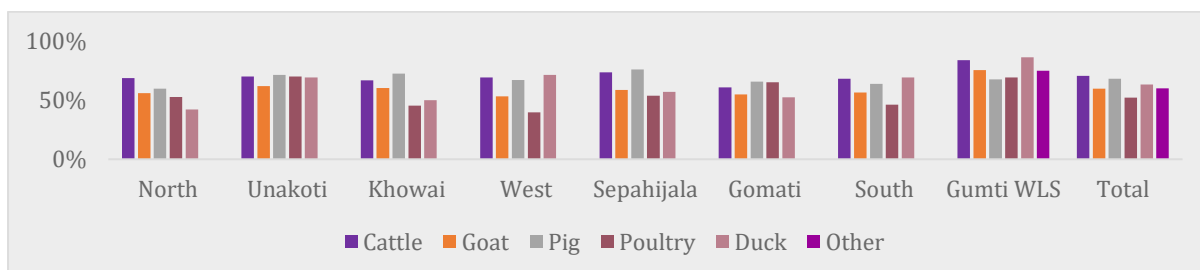 100%
50%
0%
North Unakoti Khowai West Sepahijala Gomati South Gumti WLS Total
Cattle Goat Pig Poultry Duck Other